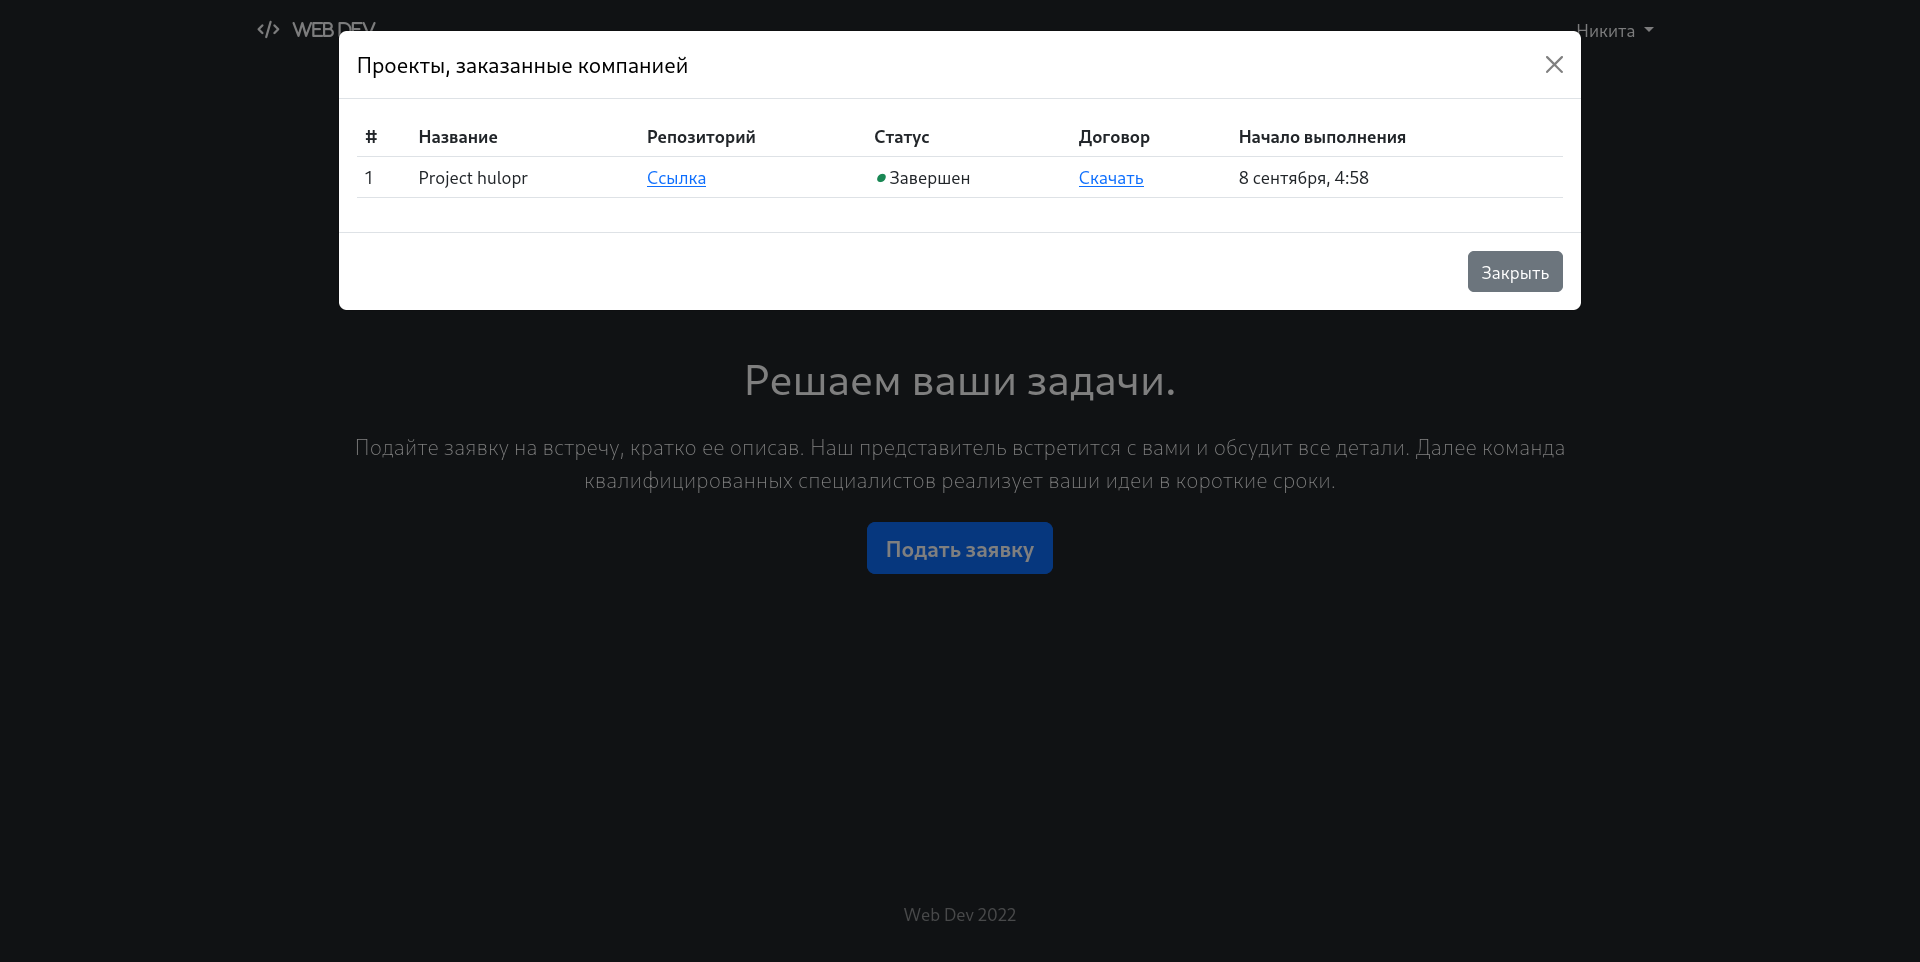 WEB DEV
Никита
Проекты, заказанные компанией
# Название Репозиторий Статус Договор Начало выполнения
1 Project hulopr Ссылка Завершен Скачать 8 сентября, 4:58
Закрыть
Решаем ваши задачи.
Подайте заявку на встречу, кратко ее описав. Наш представитель встретится с вами и обсудит все детали. Далее команда
квалифицированных специалистов реализует ваши идеи в короткие сроки.
Подать заявку
Web Dev 2022